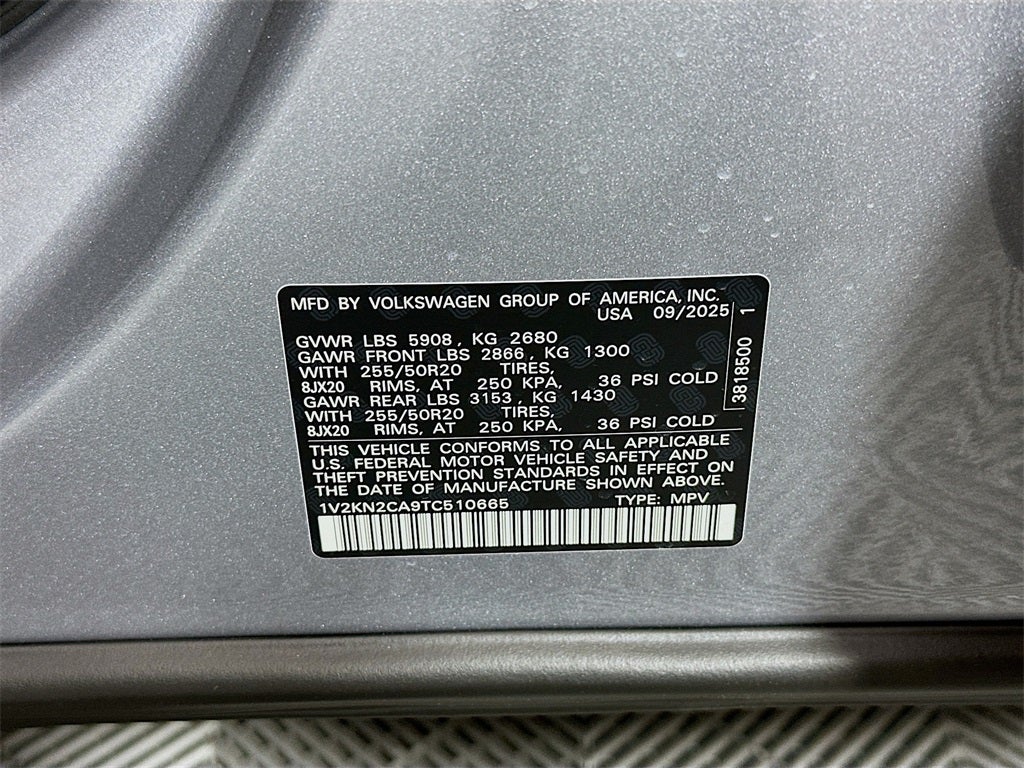 MFD BY VOLKSWAGEN GROUP OF AMERICA, INC.
USA 09/2025
GVWR LBS 5908, KG 2680
GAWR FRONT LBS 2866, KG 1300
WITH 255/50R20 TIRES,
8JX20 RIMS, AT 250 KPA, 36 PSI COLD
GAWR REAR LBS 3153, KG 1430
WITH 255/50R20 TIRES,
8JX20 RIMS, AT 250 KPA, 36 PSI COLD
THIS VEHICLE CONFORMS TO ALL APPLICABLE
U.S. FEDERAL MOTOR VEHICLE SAFETY AND
THEFT PREVENTION STANDARDS IN EFFECT ON
THE DATE OF MANUFACTURE SHOWN ABOVE.
1V2KN2CA9TC510665 TYPE: MPV
3818500 1